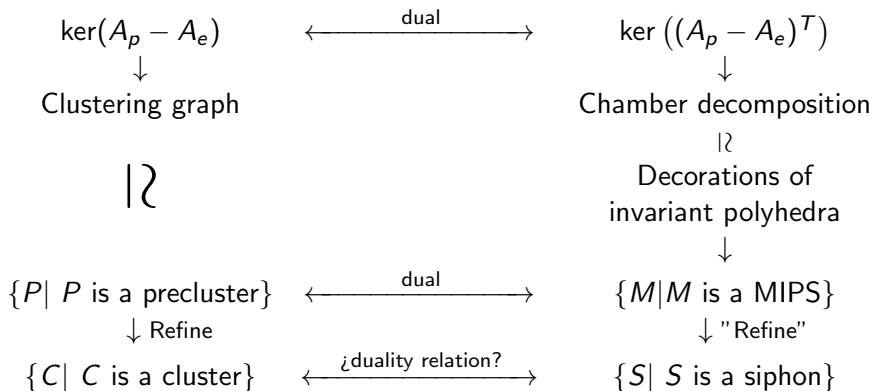 ker(A_p − A_e) dual ker((A_p − A_e)^T)
↓ ↓
Clustering graph Chamber decomposition
≀|
Decorations of
invariant polyhedra
|≀
↓
dual
{P| P is a precluster} {M|M is a MIPS}
↓ Refine ↓ "Refine"
¿duality relation?
{C| C is a cluster} {S| S is a siphon}